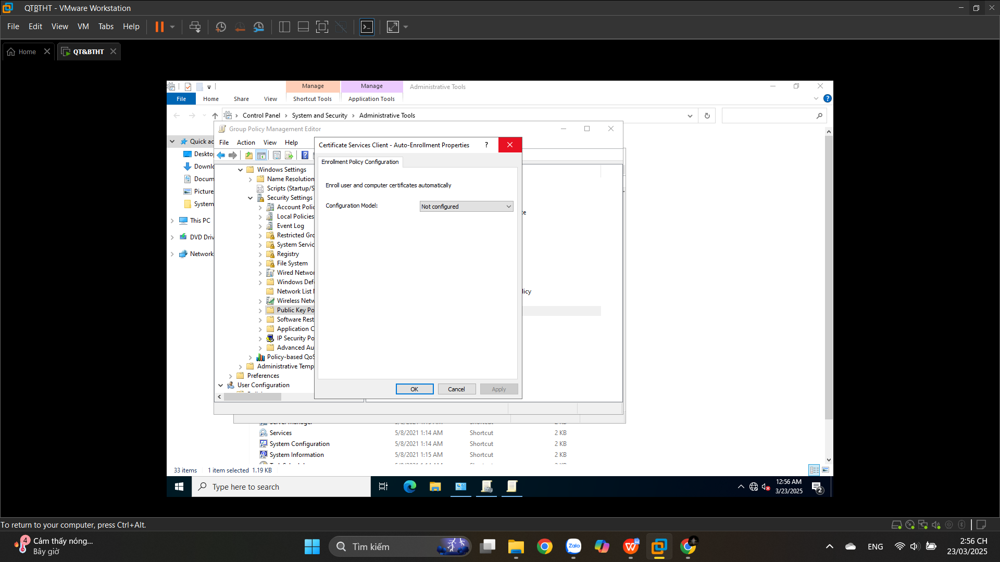 QTBTHT - VMware Workstation
File Edit View VM Tabs Help
Home QT&BTHT
Manage Manage Administrative Tools
File Home Share View Shortcut Tools Application Tools
Control Panel System and Security Administrative Tools
Group Policy Management Editor
File Action View Help
Certificate Services Client - Auto-Enrollment Properties
Enrollment Policy Configuration
Enroll user and computer certificates automatically
Configuration Model: Not configured
OK Cancel Apply
Quick ac
Deskto
Downlo
Docum
Picture
System
This PC
DVD Driv
Network
Windows Settings
Name Resolution
Scripts (Startup/S
Security Settings
Account Polic
Local Policies
Event Log
Restricted Gro
System Servic
Registry
File System
Wired Networ
Windows Defe
Network List
Wireless Netw
Public Key Po
Software Rest
Application C
IP Security Po
Advanced Au
Policy-based QoS
Administrative Temp
Preferences
User Configuration
te
licy
Services 5/8/2021 1:14 AM Shortcut 2 KB
System Configuration 5/8/2021 1:14 AM Shortcut 2 KB
System Information 5/8/2021 1:15 AM Shortcut 2 KB
33 items 1 item selected 1.19 KB
Type here to search
12:56 AM
3/23/2025
2
To return to your computer, press Ctrl+Alt.
4
Cảm thấy nóng...
Bây giờ
Tìm kiếm
Zalo
ENG
2:56 CH
23/03/2025